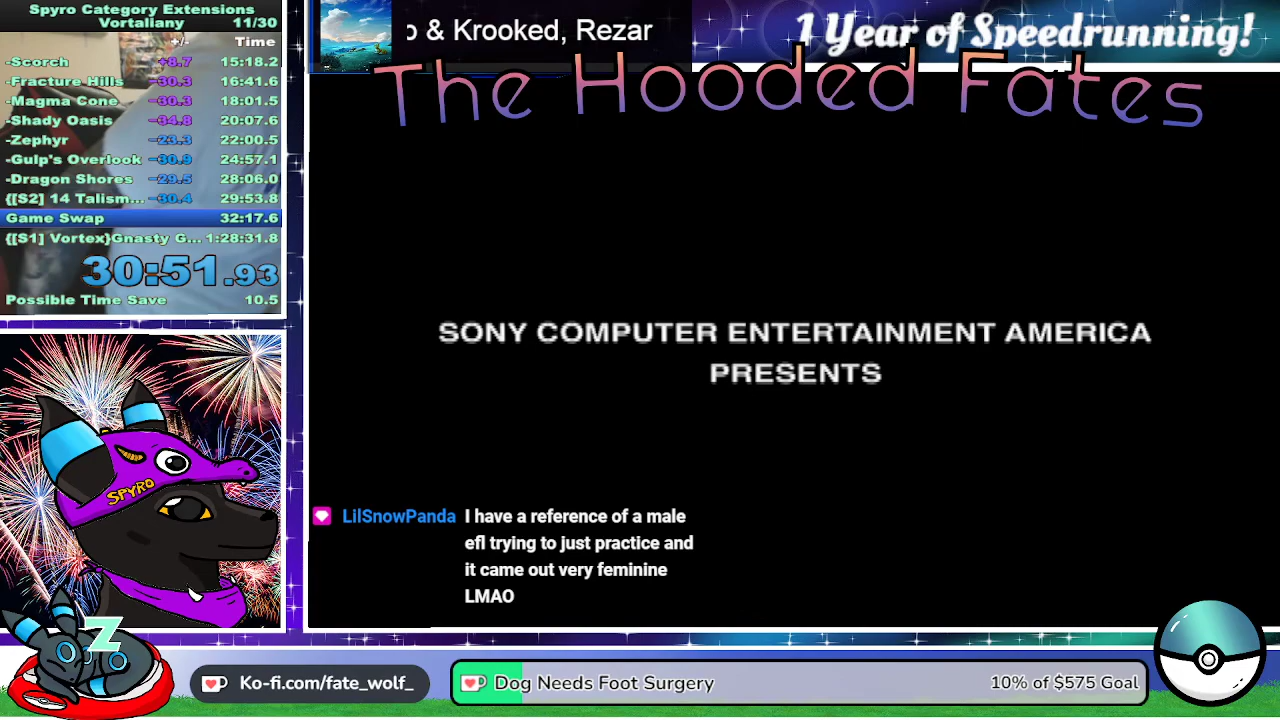 Spyro Category Extensions
Vortaliany 11/30
+/- Time
-Scorch +8.7 15:18.2
-Fracture Hills -30.3 16:41.6
-Magma Cone -30.3 18:01.5
-Shady Oasis -34.8 20:07.6
-Zephyr -23.3 22:00.5
-Gulp's Overlook -30.9 24:57.1
-Dragon Shores -29.5 28:06.0
{[S2] 14 Talism... -30.4 29:53.8
Game Swap 32:17.6
{[S1] Vortex}Gnasty G... 1:28:31.8
30:51.93
Possible Time Save 10.5
& Krooked, Rezar
1 Year of Speedrunning!
The Hooded Fates
SONY COMPUTER ENTERTAINMENT AMERICA
PRESENTS
LilSnowPanda I have a reference of a male
efl trying to just practice and
it came out very feminine
LMAO
SPYRO
Z
Ko-fi.com/fate_wolf_
Dog Needs Foot Surgery 10% of $575 Goal